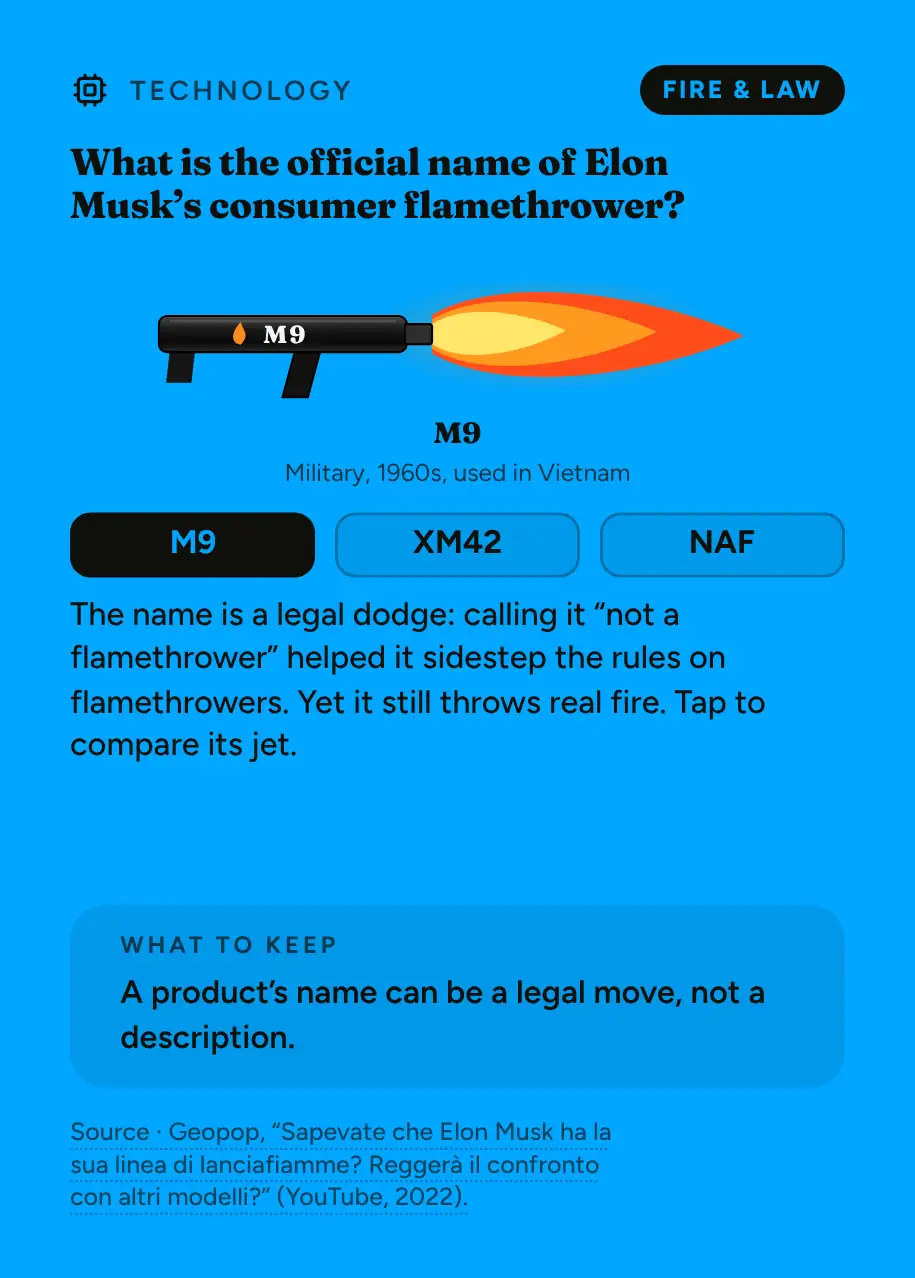 TECHNOLOGY
FIRE & LAW
What is the official name of Elon
Musk’s consumer flamethrower?
M9
M9
Military, 1960s, used in Vietnam
M9
XM42
NAF
The name is a legal dodge: calling it “not a
flamethrower” helped it sidestep the rules on
flamethrowers. Yet it still throws real fire. Tap to
compare its jet.
WHAT TO KEEP
A product’s name can be a legal move, not a
description.
Source · Geopop, “Sapevate che Elon Musk ha la
sua linea di lanciafiamme? Reggerà il confronto
con altri modelli?” (YouTube, 2022).